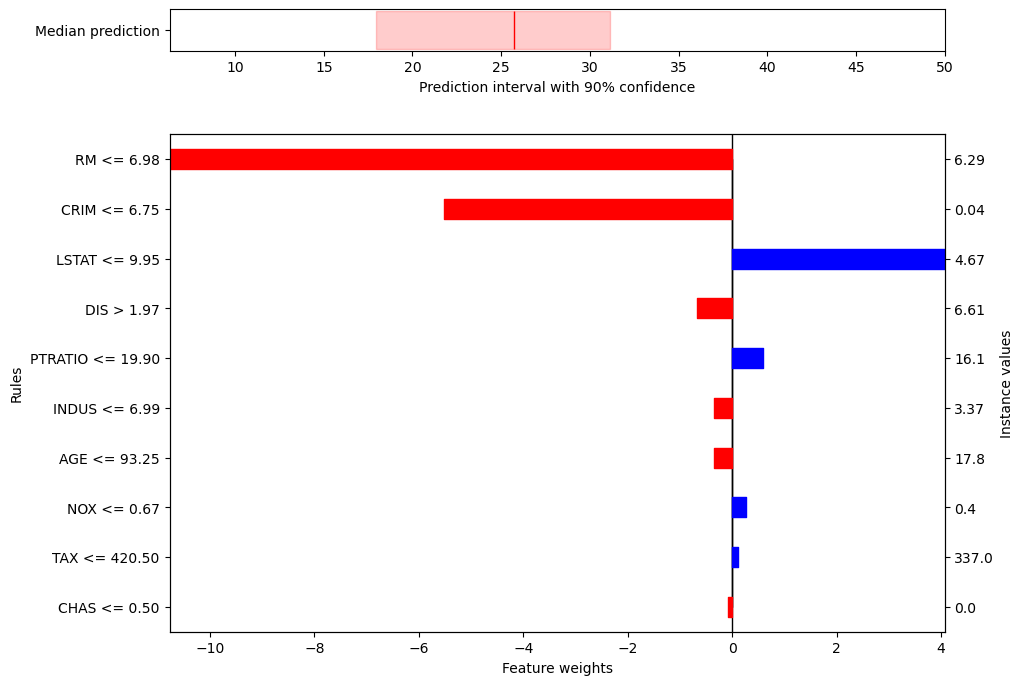 Median prediction
10 15 20 25 30 35 40 45 50
Prediction interval with 90% confidence
Rules
RM <= 6.98 6.29
CRIM <= 6.75 0.04
LSTAT <= 9.95 4.67
DIS > 1.97 6.61
PTRATIO <= 19.90 16.1
INDUS <= 6.99 3.37
AGE <= 93.25 17.8
NOX <= 0.67 0.4
TAX <= 420.50 337.0
CHAS <= 0.50 0.0
Instance values
−10 −8 −6 −4 −2 0 2 4
Feature weights